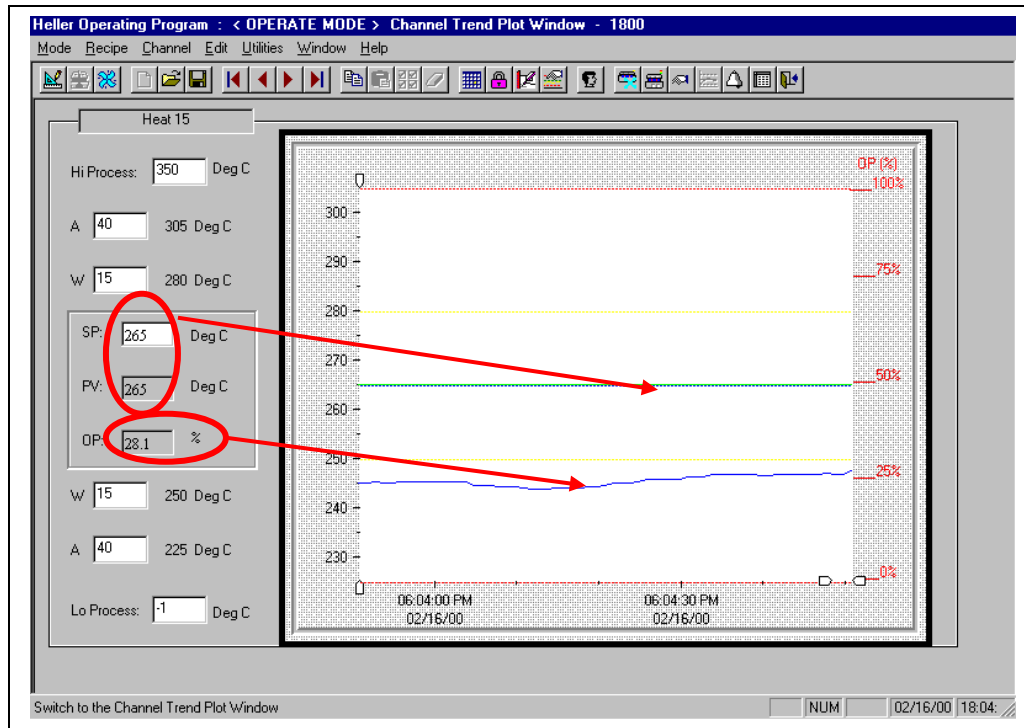 Heller Operating Program : < OPERATE MODE > Channel Trend Plot Window - 1800
Mode Recipe Channel Edit Utilities Window Help
Heat 15
Hi Process: 350 Deg C
A 40 305 Deg C
W 15 280 Deg C
SP: 265 Deg C
PV: 265 Deg C
OP: 28.1 %
W 15 250 Deg C
A 40 225 Deg C
Lo Process: -1 Deg C
OP (%)
100%
75%
50%
25%
0%
300
290
280
270
260
250
240
230
06:04:00 PM 06:04:30 PM
02/16/00 02/16/00
Switch to the Channel Trend Plot Window NUM 02/16/00 18:04: